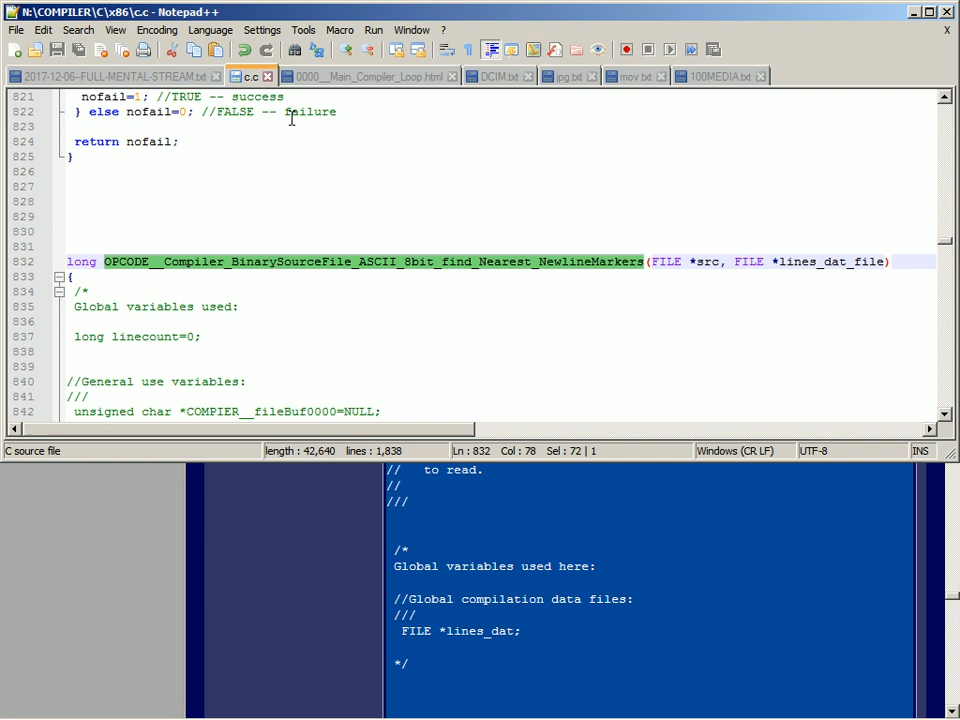 N:\COMPILER\C\x86\c.c - Notepad++
File Edit Search View Encoding Language Settings Tools Macro Run Window ? X
2017-12-06--FULL-MENTAL-STREAM.txt c.c 0000__Main_Compiler_Loop html DCIM.txt jpg.txt mov.txt 100MEDIA.txt
821 nofail=1; //TRUE -- success
822 } else nofail=0; //FALSE -- failure
823
824 return nofail;
825 }
826
827
828
829
830
831
832 long OPCODE__Compiler_BinarySourceFile_ASCII_8bit_find_Nearest_NewlineMarkers(FILE *src, FILE *lines_dat_file)
833 {
834 /*
835 Global variables used:
836
837 long linecount=0;
838
839
840 //General use variables:
841 ///
842 unsigned char *COMPIER__fileBuf0000=NULL;
C source file length : 42,640 lines : 1,838 Ln : 832 Col : 78 Sel : 72 | 1 Windows (CR LF) UTF-8 INS
// to read.
//
///
/*
Global variables used here:
//Global compilation data files:
///
FILE *lines_dat;
*/